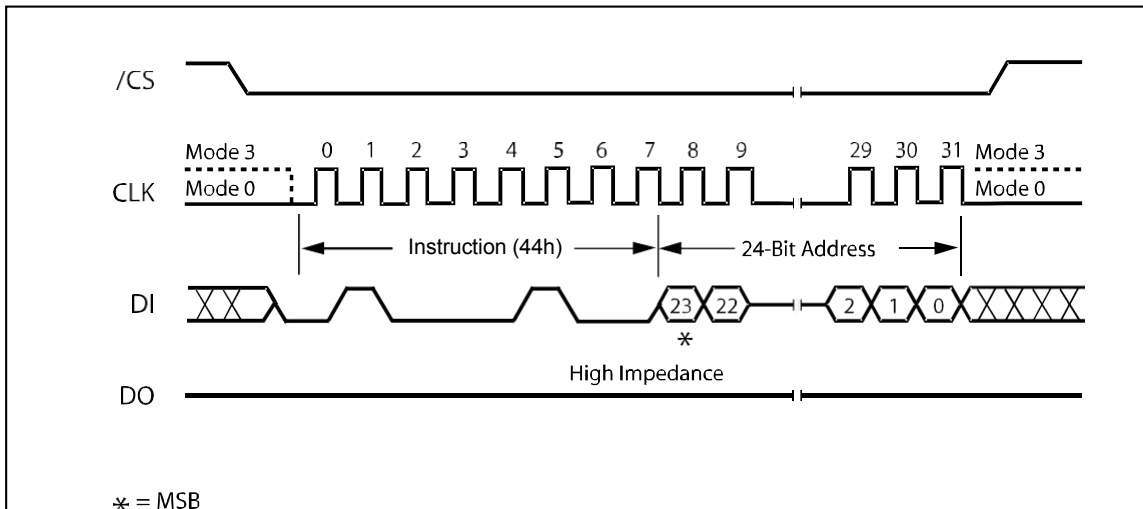 /CS
Mode 3 0 1 2 3 4 5 6 7 8 9 29 30 31 Mode 3
CLK Mode 0 Mode 0
Instruction (44h) 24-Bit Address
DI 23 22 2 1 0
*
High Impedance
DO
* = MSB